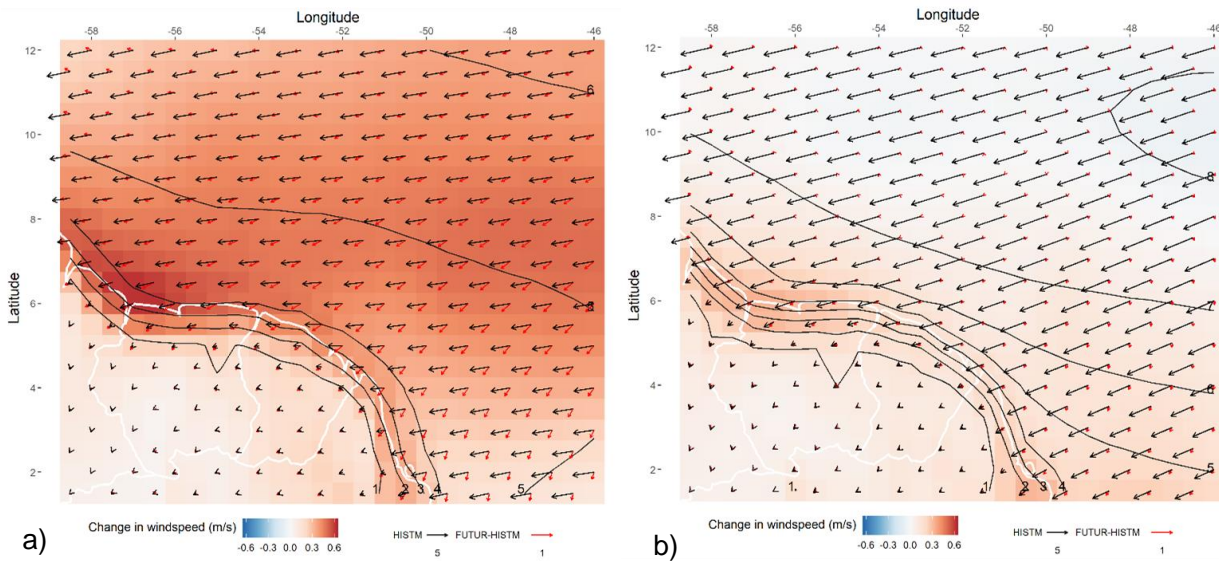 Longitude
-58 -56 -54 -52 -50 -48 -46
12
10
8
6
4
2
Latitude
6
1 2 3 4 5
Change in windspeed (m/s)
-0.6 -0.3 0.0 0.3 0.6
HISTM FUTUR-HISTM
5 1
a)
Longitude
-58 -56 -54 -52 -50 -48 -46
12
10
8
6
4
2
Latitude
8
5
1. 2 3 4
Change in windspeed (m/s)
-0.6 -0.3 0.0 0.3 0.6
HISTM FUTUR-HISTM
5 1
b)